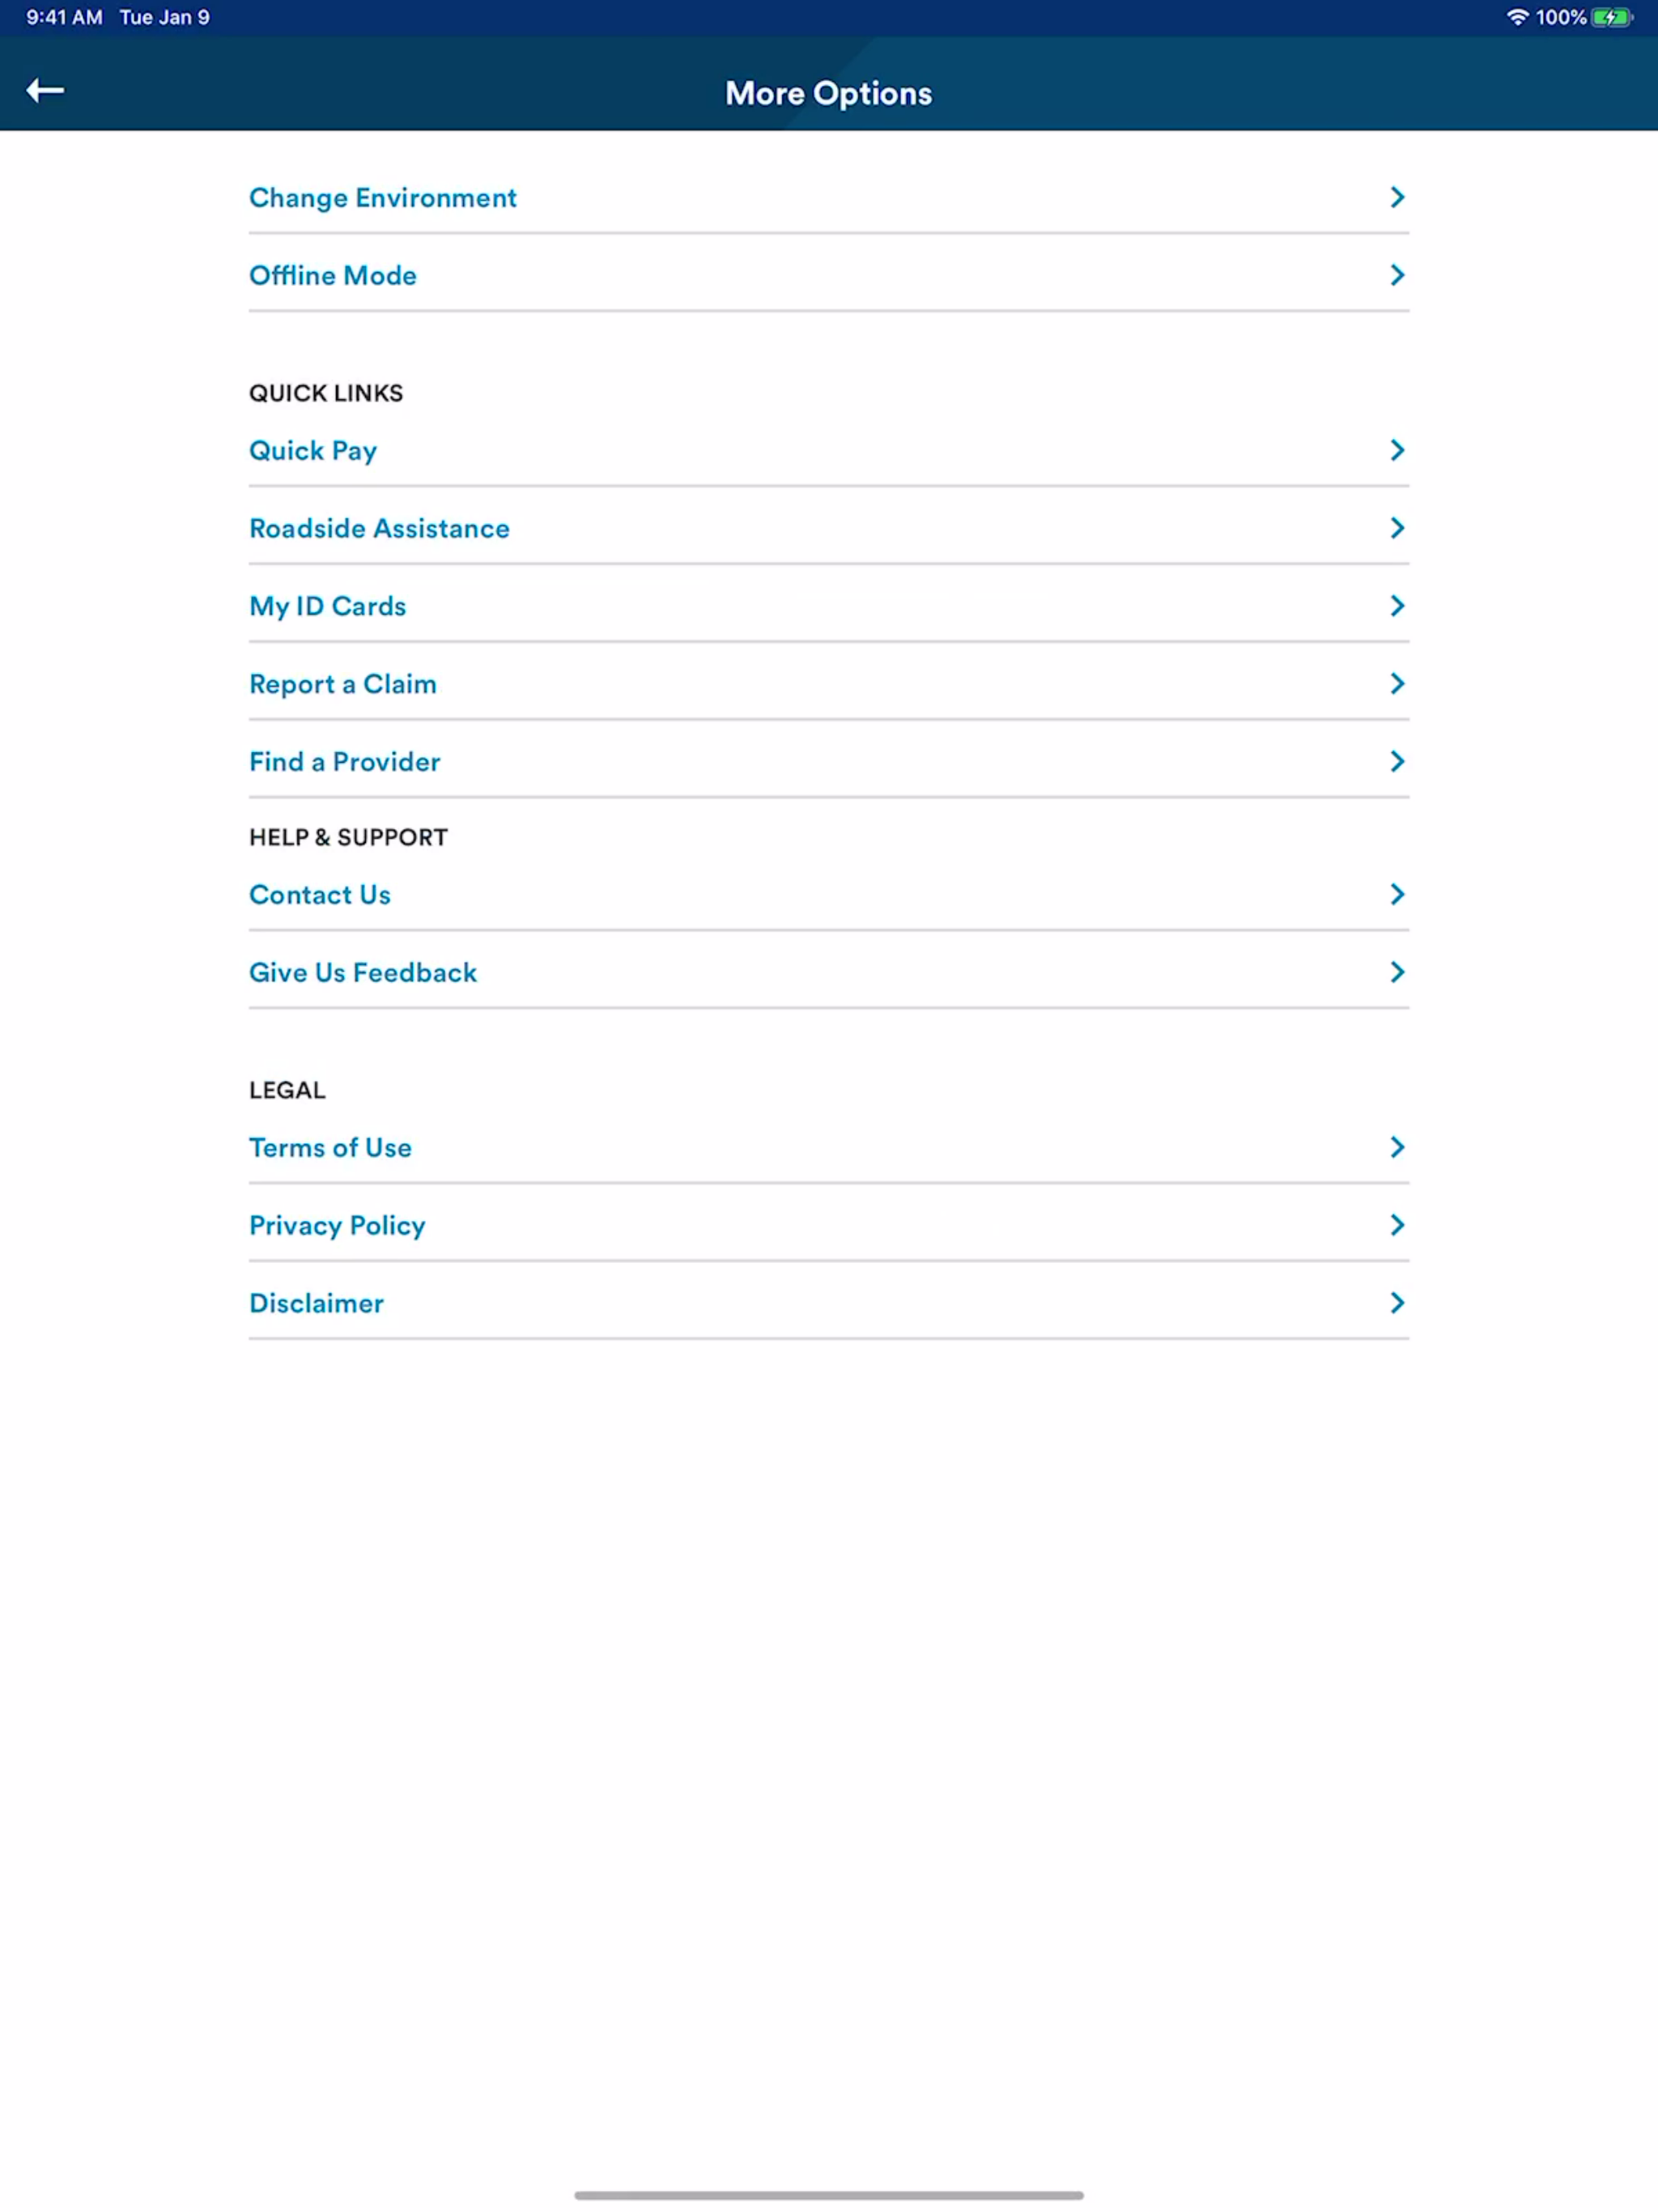 9:41 AM Tue Jan 9
100%
More Options
Change Environment
Offline Mode
QUICK LINKS
Quick Pay
Roadside Assistance
My ID Cards
Report a Claim
Find a Provider
HELP & SUPPORT
Contact Us
Give Us Feedback
LEGAL
Terms of Use
Privacy Policy
Disclaimer